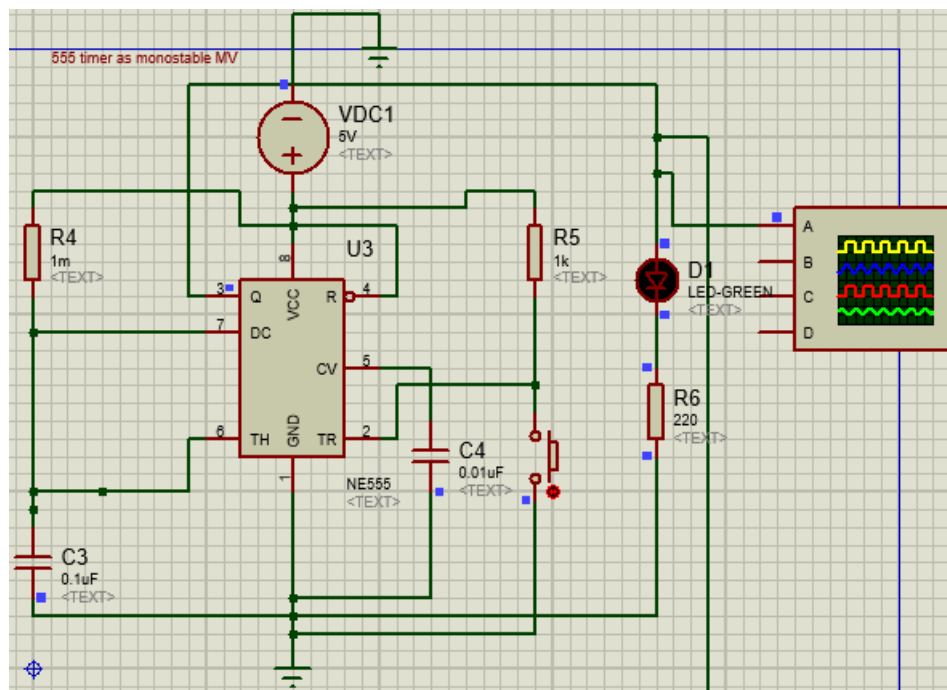 555 timer as monostable MV
VDC1
5V
<TEXT>
R4
1m
<TEXT>
U3
R5
1k
<TEXT>
D1
LED-GREEN
<TEXT>
A
B
C
D
3
Q
8
VCC
R
4
7
DC
CV
5
6
TH
GND
TR
2
1
NE555
<TEXT>
C4
0.01uF
<TEXT>
R6
220
<TEXT>
C3
0.1uF
<TEXT>